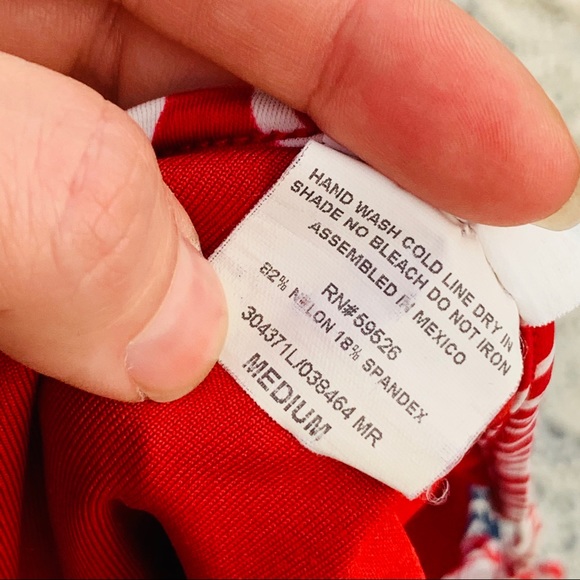 HAND WASH COLD LINE DRY IN
SHADE NO BLEACH DO NOT IRON
ASSEMBLED IN MEXICO
RN#59526
82% NYLON 18% SPANDEX
304371L/038464 MR
MEDIUM